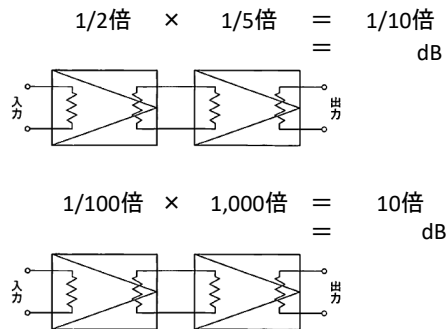 1/2倍 × 1/5倍 = 1/10倍
= dB
入力
出力
1/100倍 × 1,000倍 = 10倍
= dB
入力
出力